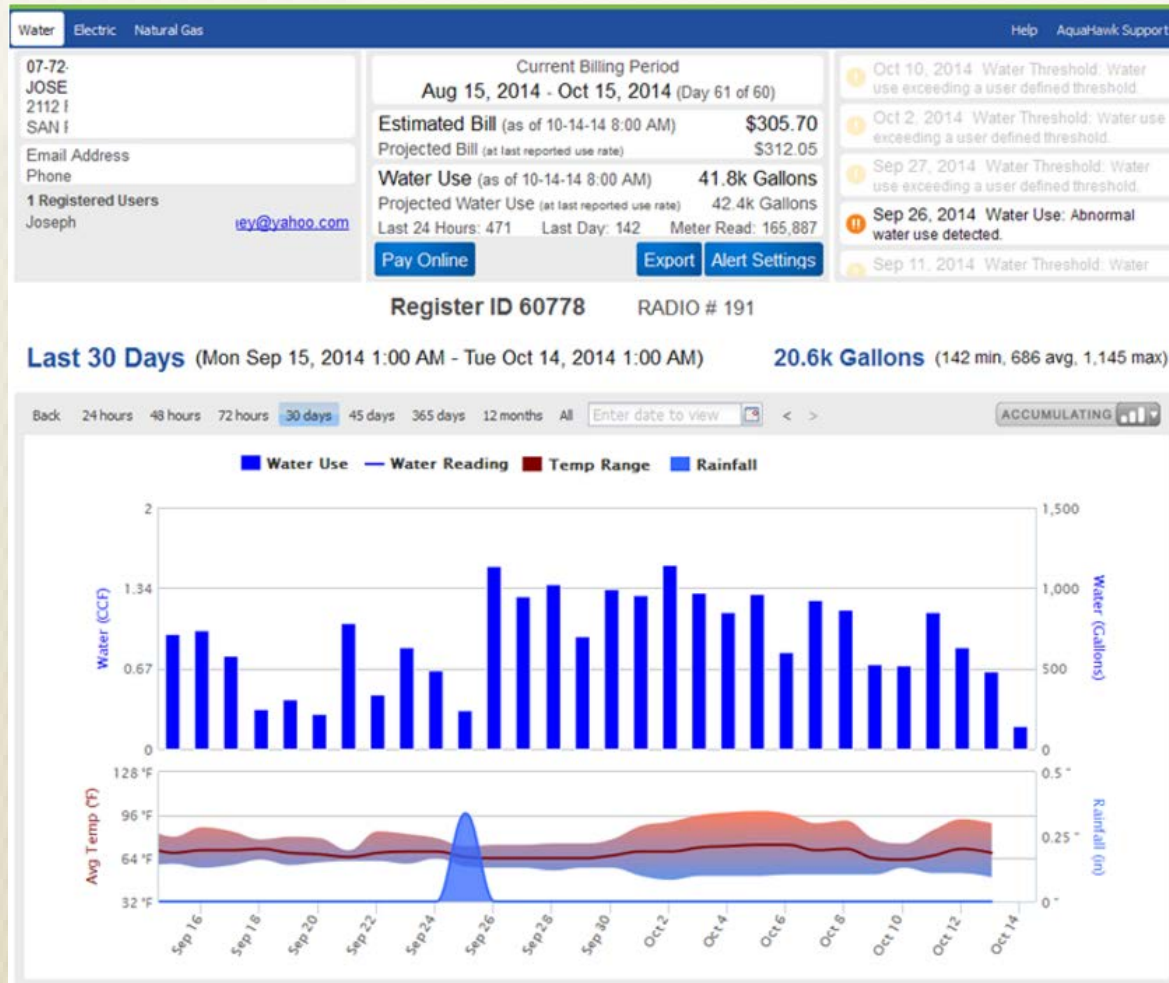 Water Electric Natural Gas Help AquaHawk Support
07-72-
JOSE
2112
SAN
Email Address
Phone
1 Registered Users
Joseph ey@yahoo.com
Current Billing Period
Aug 15, 2014 - Oct 15, 2014 (Day 61 of 60)
Estimated Bill (as of 10-14-14 8:00 AM) $305.70
Projected Bill (at last reported use rate) $312.05
Water Use (as of 10-14-14 8:00 AM) 41.8k Gallons
Projected Water Use (at last reported use rate) 42.4k Gallons
Last 24 Hours: 471 Last Day: 142 Meter Read: 165,887
Pay Online Export Alert Settings
Oct 10, 2014 Water Threshold: Water
use exceeding a user defined threshold.
Oct 2, 2014 Water Threshold: Water use
exceeding a user defined threshold.
Sep 27, 2014 Water Threshold: Water
use exceeding a user defined threshold.
Sep 26, 2014 Water Use: Abnormal
water use detected.
Sep 11, 2014 Water Threshold: Water
Register ID 60778 RADIO # 191
Last 30 Days (Mon Sep 15, 2014 1:00 AM - Tue Oct 14, 2014 1:00 AM) 20.6k Gallons (142 min, 686 avg, 1,145 max)
Back 24 hours 48 hours 72 hours 30 days 45 days 365 days 12 months All Enter date to view < > ACCUMULATING
Water Use Water Reading Temp Range Rainfall
2 1,500
1.34 1,000
0.67 500
0 0
Water (CCF)
Water (Gallons)
128 °F 0.5 "
96 °F
64 °F 0.25 "
32 °F 0 "
Avg Temp (°F)
Rainfall (in)
Sep 16 Sep 18 Sep 20 Sep 22 Sep 24 Sep 26 Sep 28 Sep 30 Oct 2 Oct 4 Oct 6 Oct 8 Oct 10 Oct 12 Oct 14